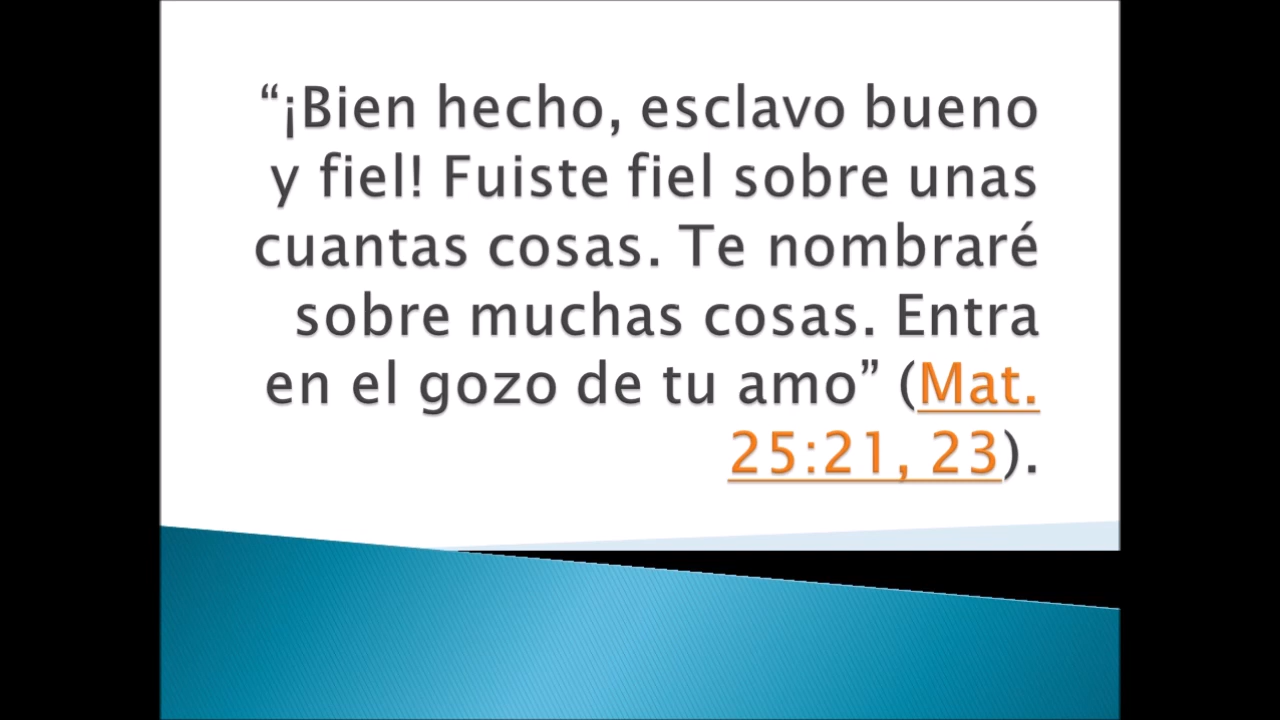 “¡Bien hecho, esclavo bueno
y fiel! Fuiste fiel sobre unas
cuantas cosas. Te nombraré
sobre muchas cosas. Entra
en el gozo de tu amo” (Mat.
25:21, 23).